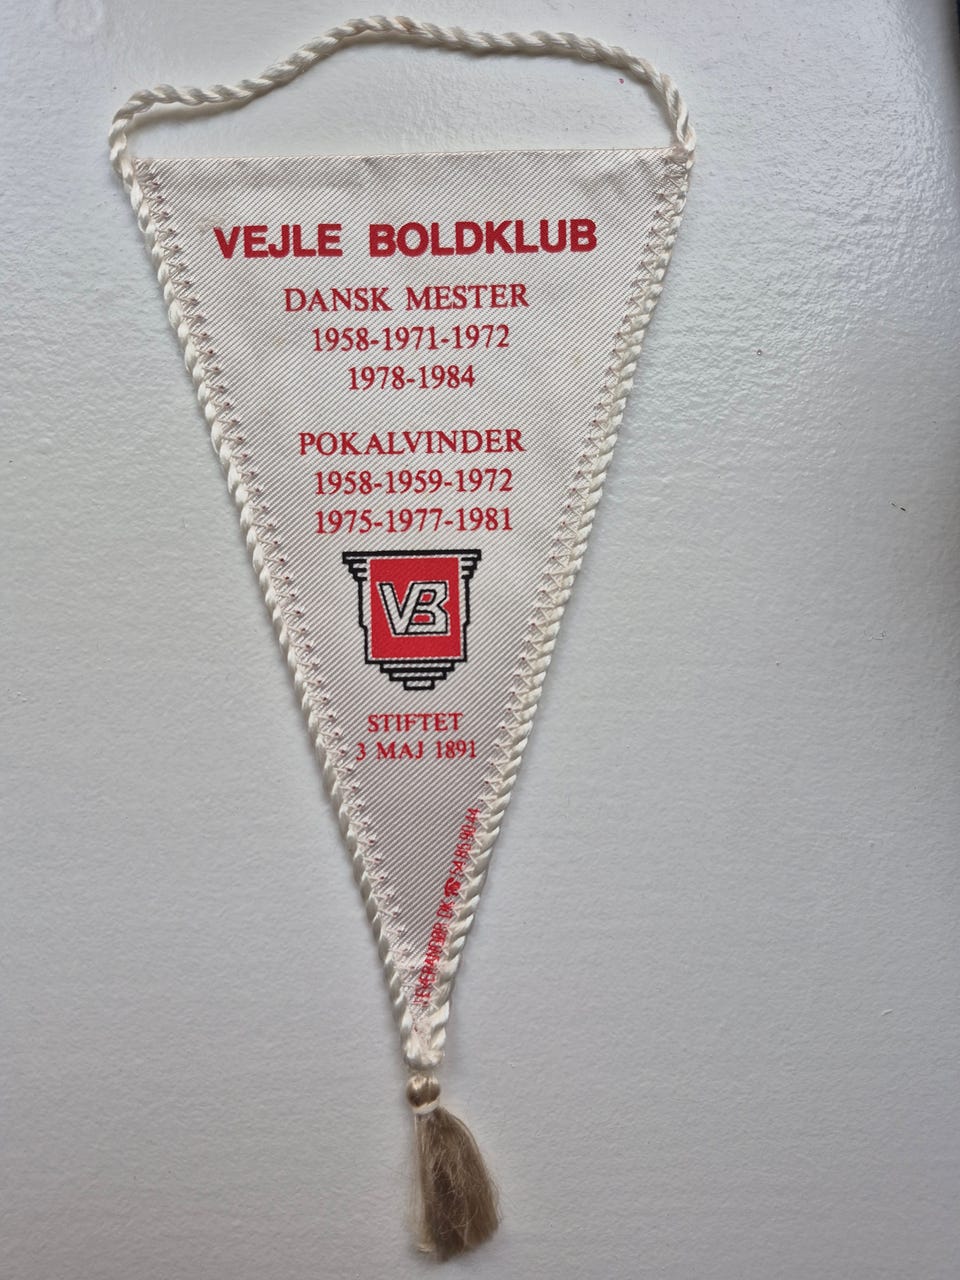 VEJLE BOLDKLUB
DANSK MESTER
1958-1971-1972
1978-1984
POKALVINDER
1958-1959-1972
1975-1977-1981
VB
STIFTET
3 MAJ 1891
DK ☎